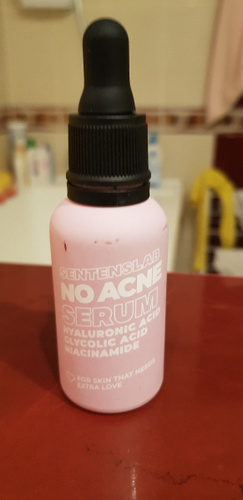 SENTENSLAB
NO ACNE
SERUM
HYALURONIC ACID
GLYCOLIC ACID
NIACINAMIDE
FOR SKIN THAT NEEDS
EXTRA LOVE